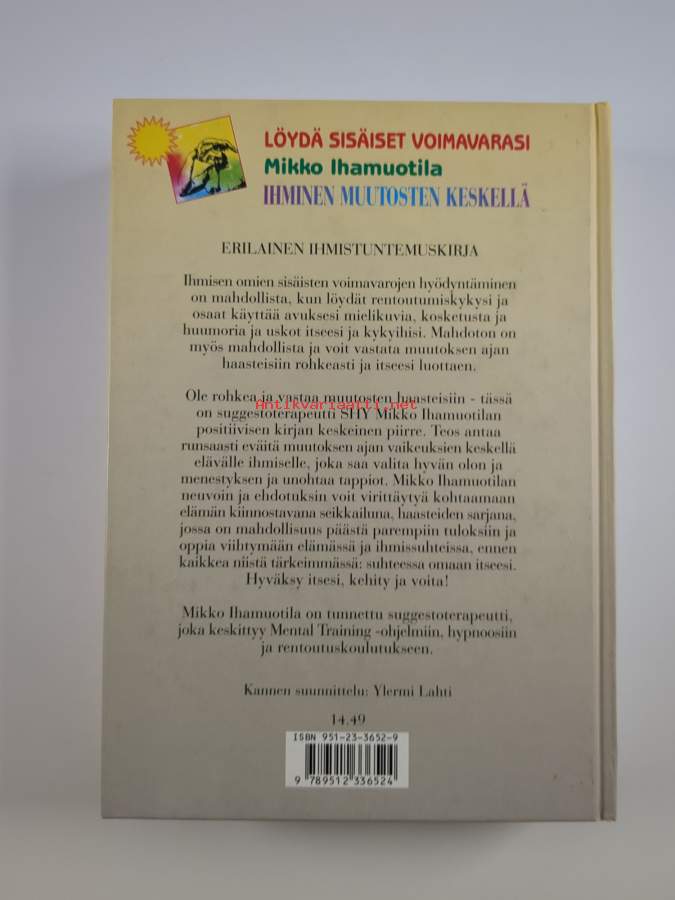 LÖYDÄ SISÄISET VOIMAVARASI
Mikko Ihamuotila
IHMINEN MUUTOSTEN KESKELLÄ
ERILAINEN IHMISTUNTEMUSKIRJA
Ihmisen omien sisäisten voimavarojen hyödyntäminen
on mahdollista, kun löydät rentoutumiskykysi ja
osaat käyttää avuksesi mielikuvia, kosketusta ja
huumoria ja uskot itseesi ja kykyihisi. Mahdoton on
myös mahdollista ja voit vastata muutoksen ajan
haasteisiin rohkeasti ja itseesi luottaen.
Ole rohkea ja vastaa muutosten haasteisiin - tässä
Antikvariaatti.net
on suggestoterapeutti SHY Mikko Ihamuotilan
positiivisen kirjan keskeinen piirre. Teos antaa
runsaasti eväitä muutoksen ajan vaikeuksien keskellä
elävälle ihmiselle, joka saa valita hyvän olon ja
menestyksen ja unohtaa tappiot. Mikko Ihamuotilan
neuvoin ja ehdotuksin voit virittäytyä kohtaamaan
elämän kiinnostavana seikkailuna, haasteiden sarjana,
jossa on mahdollisuus päästä parempiin tuloksiin ja
oppia viihtymään elämässä ja ihmissuhteissa, ennen
kaikkea niistä tärkeimmässä: suhteessa omaan itseesi.
Hyväksy itsesi, kehity ja voita!
Mikko Ihamuotila on tunnettu suggestoterapeutti,
joka keskittyy Mental Training -ohjelmiin, hypnoosiin
ja rentoutuskoulutukseen.
Kannen suunnittelu: Ylermi Lahti
14.49
ISBN 951-23-3652-9
9 789512 336524